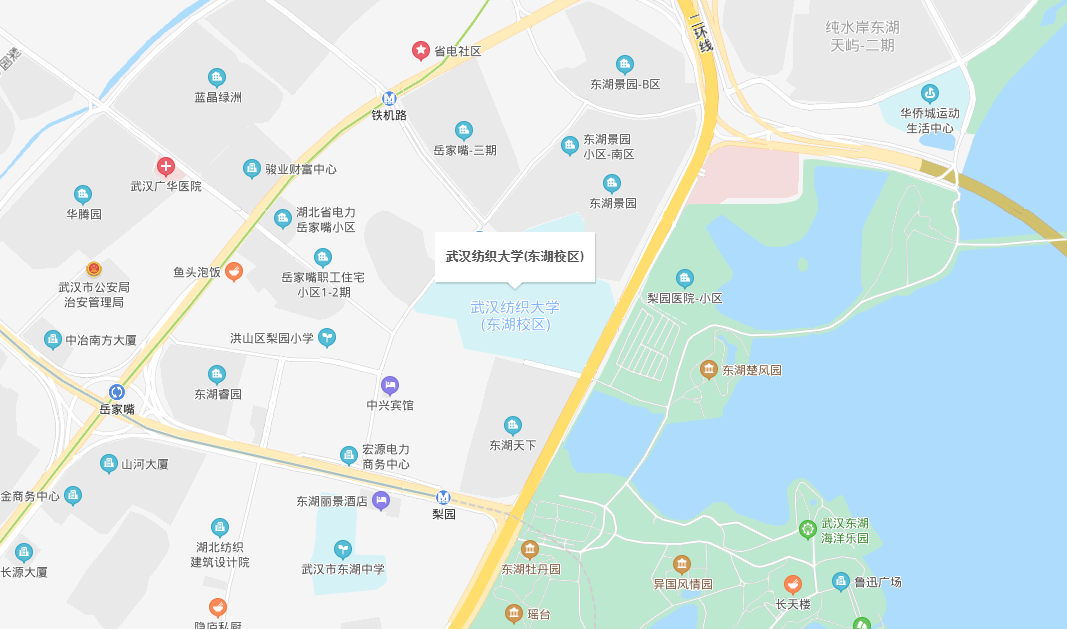 二环线
纯水岸东湖
天屿-二期
省电社区
东湖景园-B区
蓝晶绿洲
华侨城运动
生活中心
铁机路
岳家嘴-三期
东湖景园
小区-南区
骏业财富中心
武汉广华医院
东湖景园
华腾园
湖北省电力
岳家嘴小区
武汉纺织大学(东湖校区)
鱼头泡饭
岳家嘴职工住宅
小区1-2期
武汉市公安局
治安管理局
梨园医院-小区
武汉纺织大学
(东湖校区)
洪山区梨园小学
中冶南方大厦
东湖楚风园
东湖睿园
中兴宾馆
岳家嘴
东湖天下
宏源电力
商务中心
山河大厦
金商务中心
东湖丽景酒店
梨园
武汉东湖
海洋乐园
湖北纺织
建筑设计院
长源大厦
武汉市东湖中学
东湖牡丹园
异国风情园
鲁迅广场
长天楼
瑶台
隐庐私厨